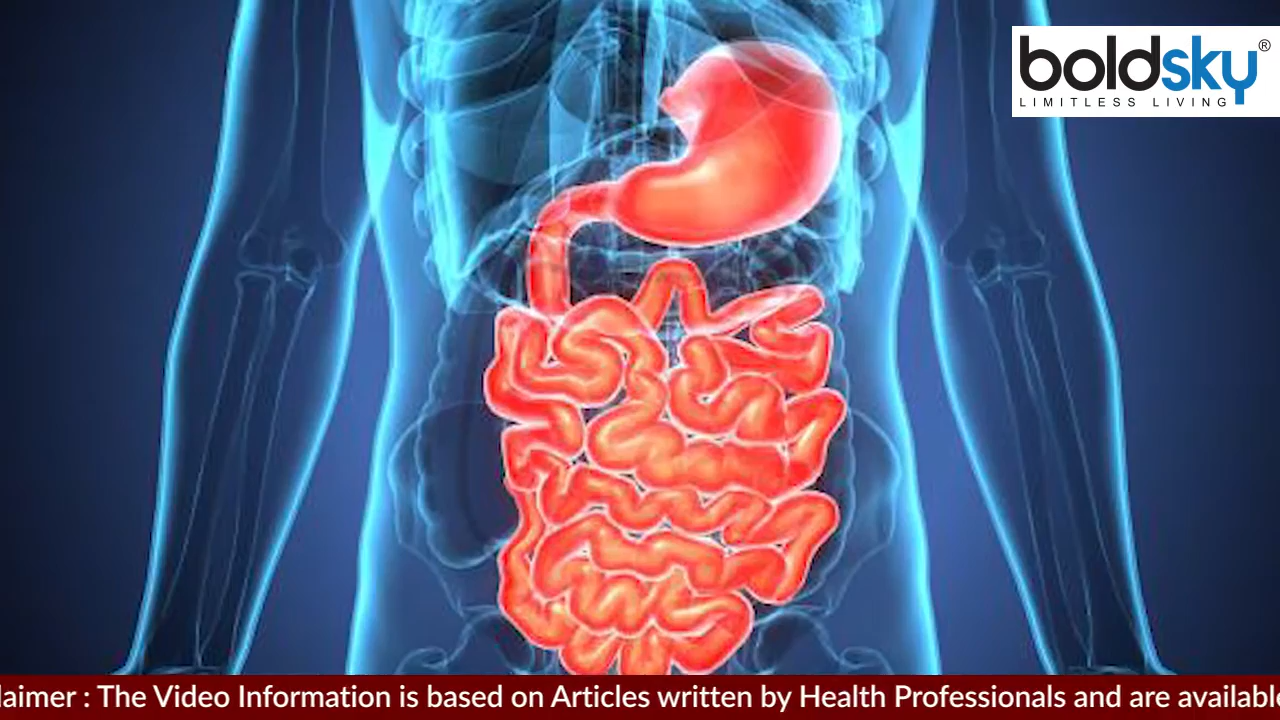 boldsky®
LIMITLESS LIVING
laimer : The Video Information is based on Articles written by Health Professionals and are available